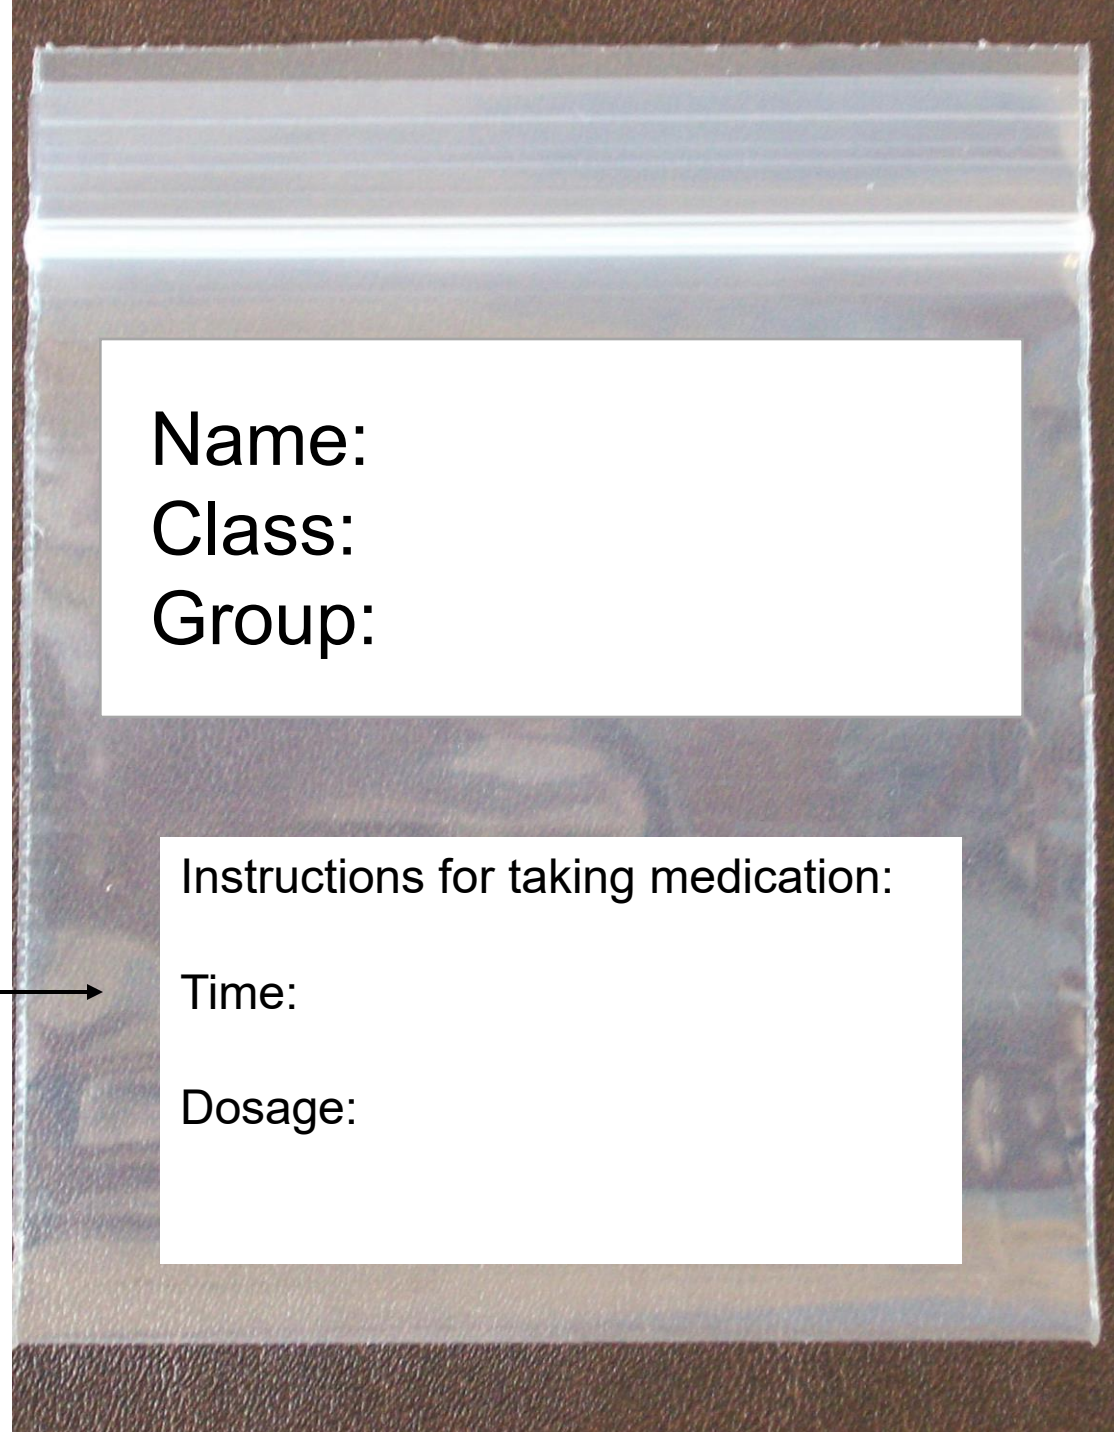 Name:
Class:
Group:
Instructions for taking medication:
Time:
Dosage: